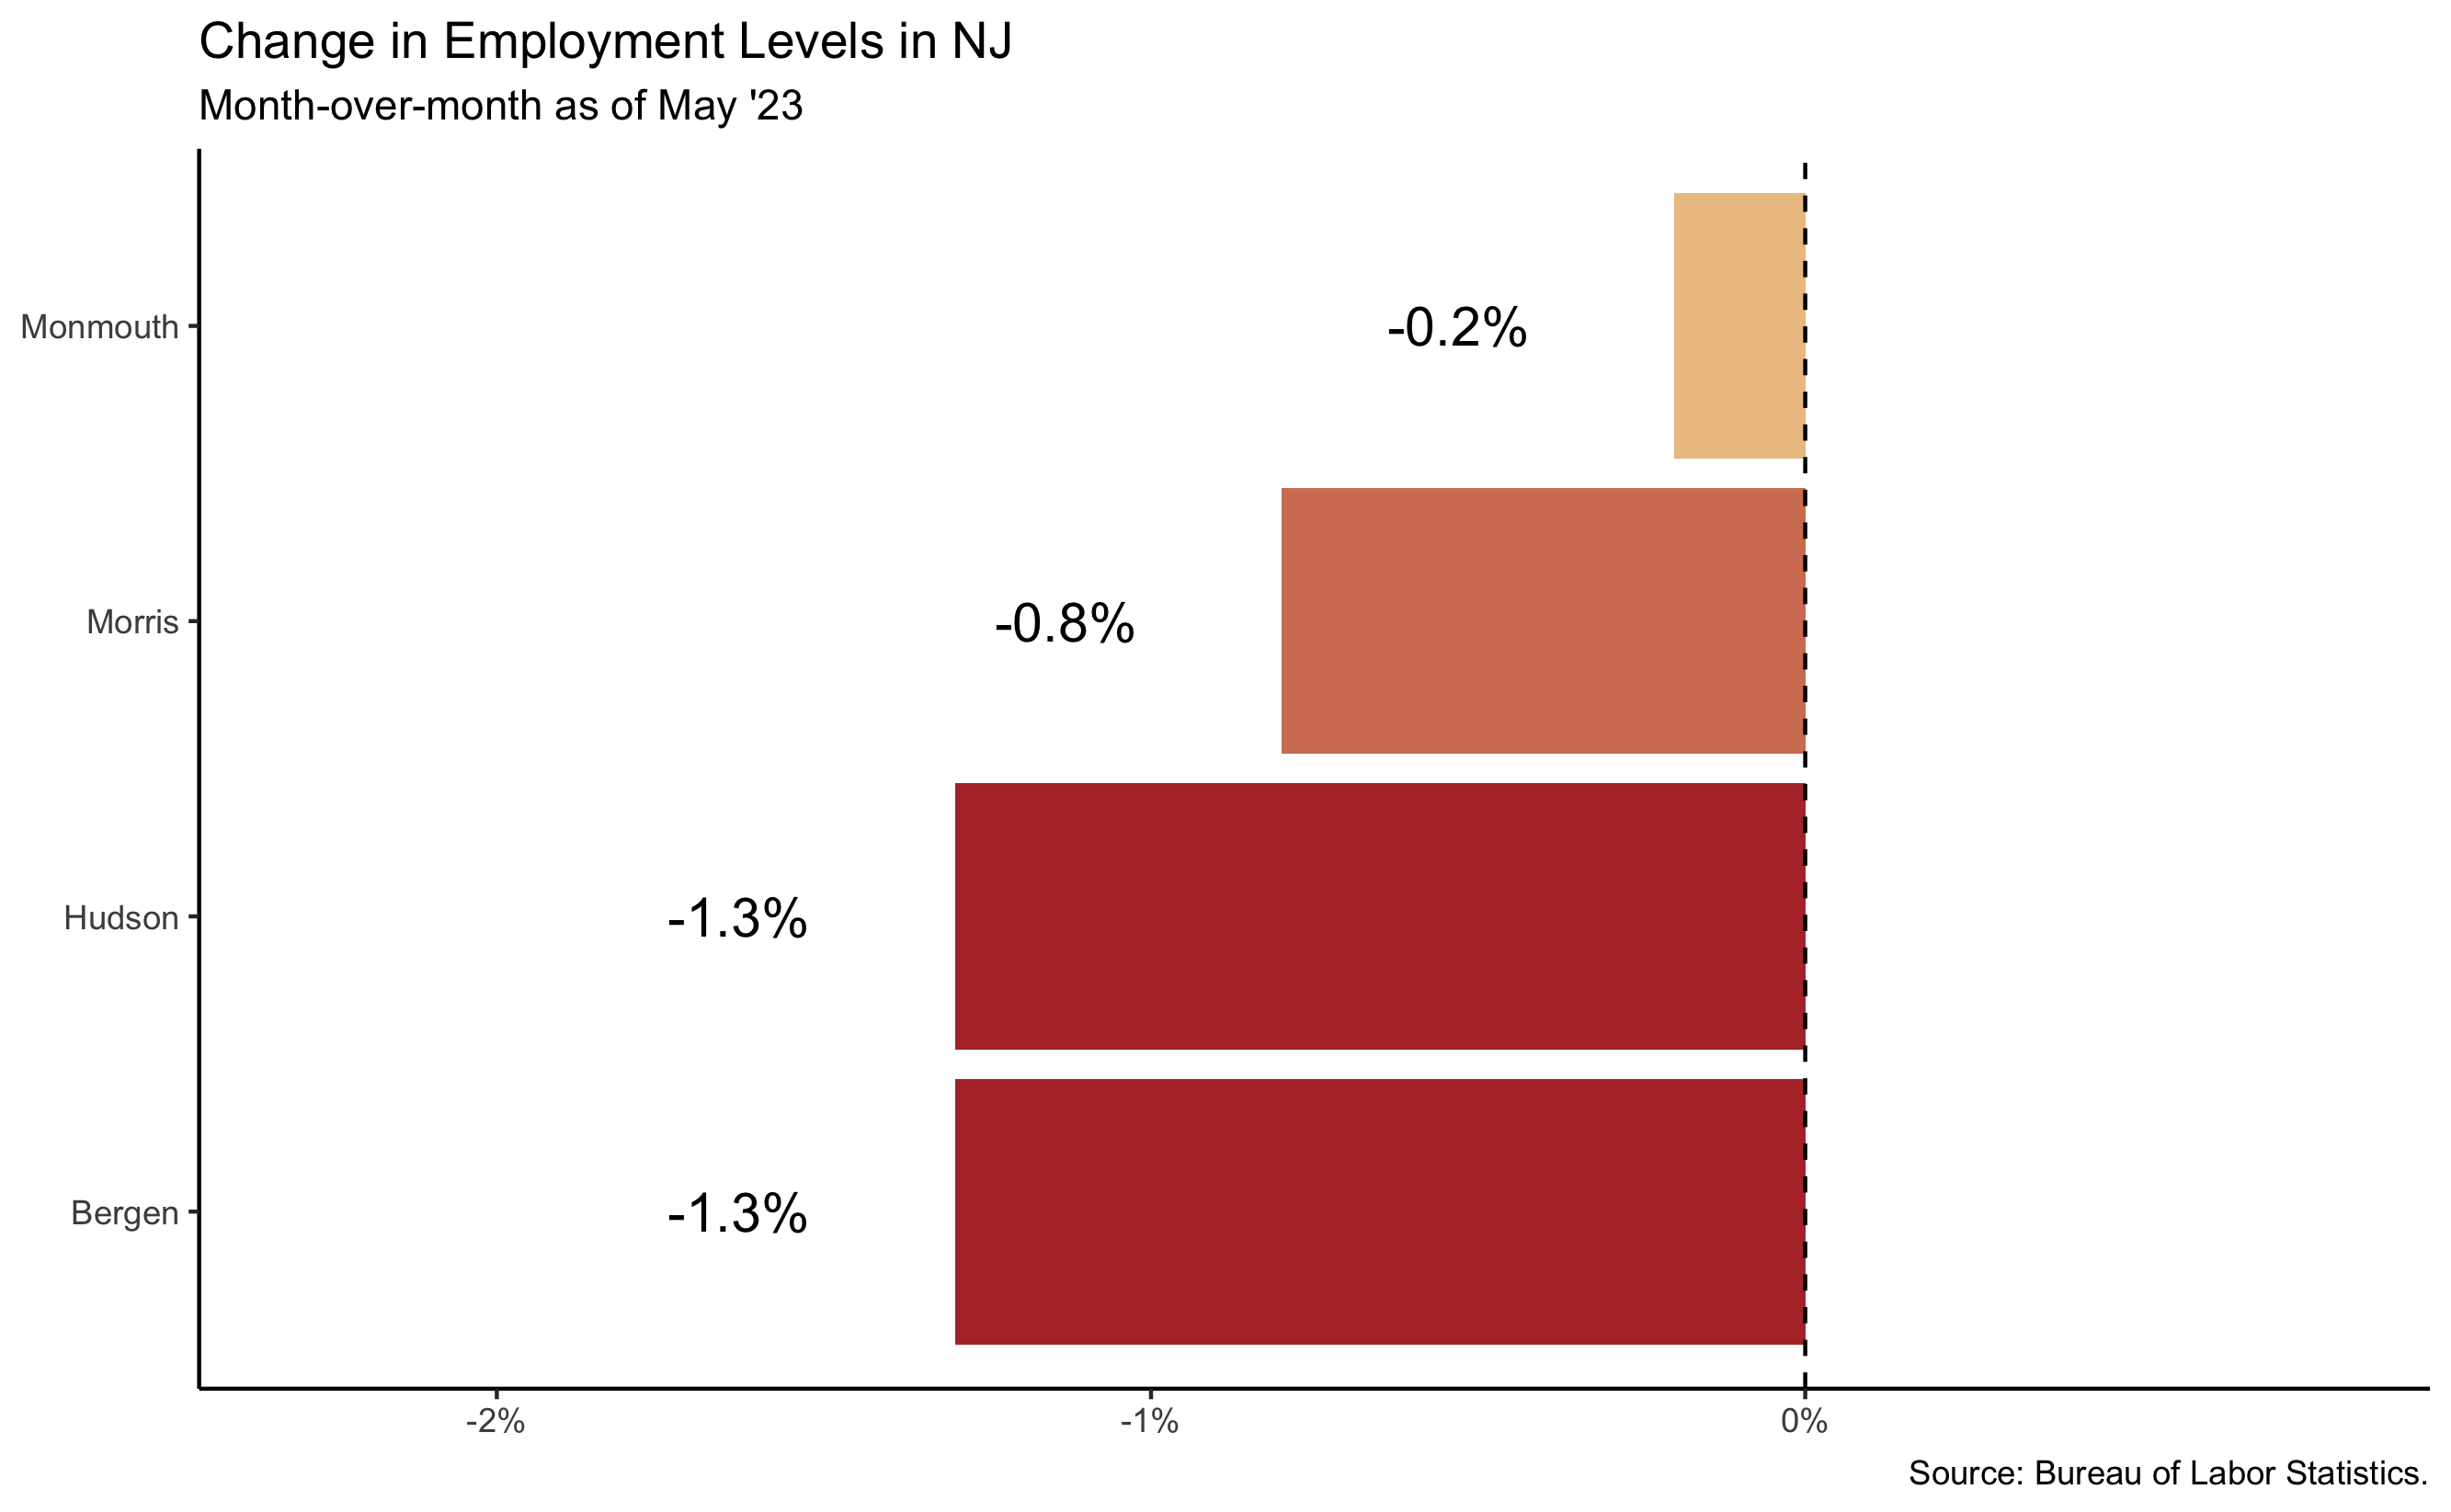 Change in Employment Levels in NJ
Month-over-month as of May '23
Monmouth
-0.2%
Morris
-0.8%
Hudson
-1.3%
Bergen
-1.3%
-2%
-1%
0%
Source: Bureau of Labor Statistics.